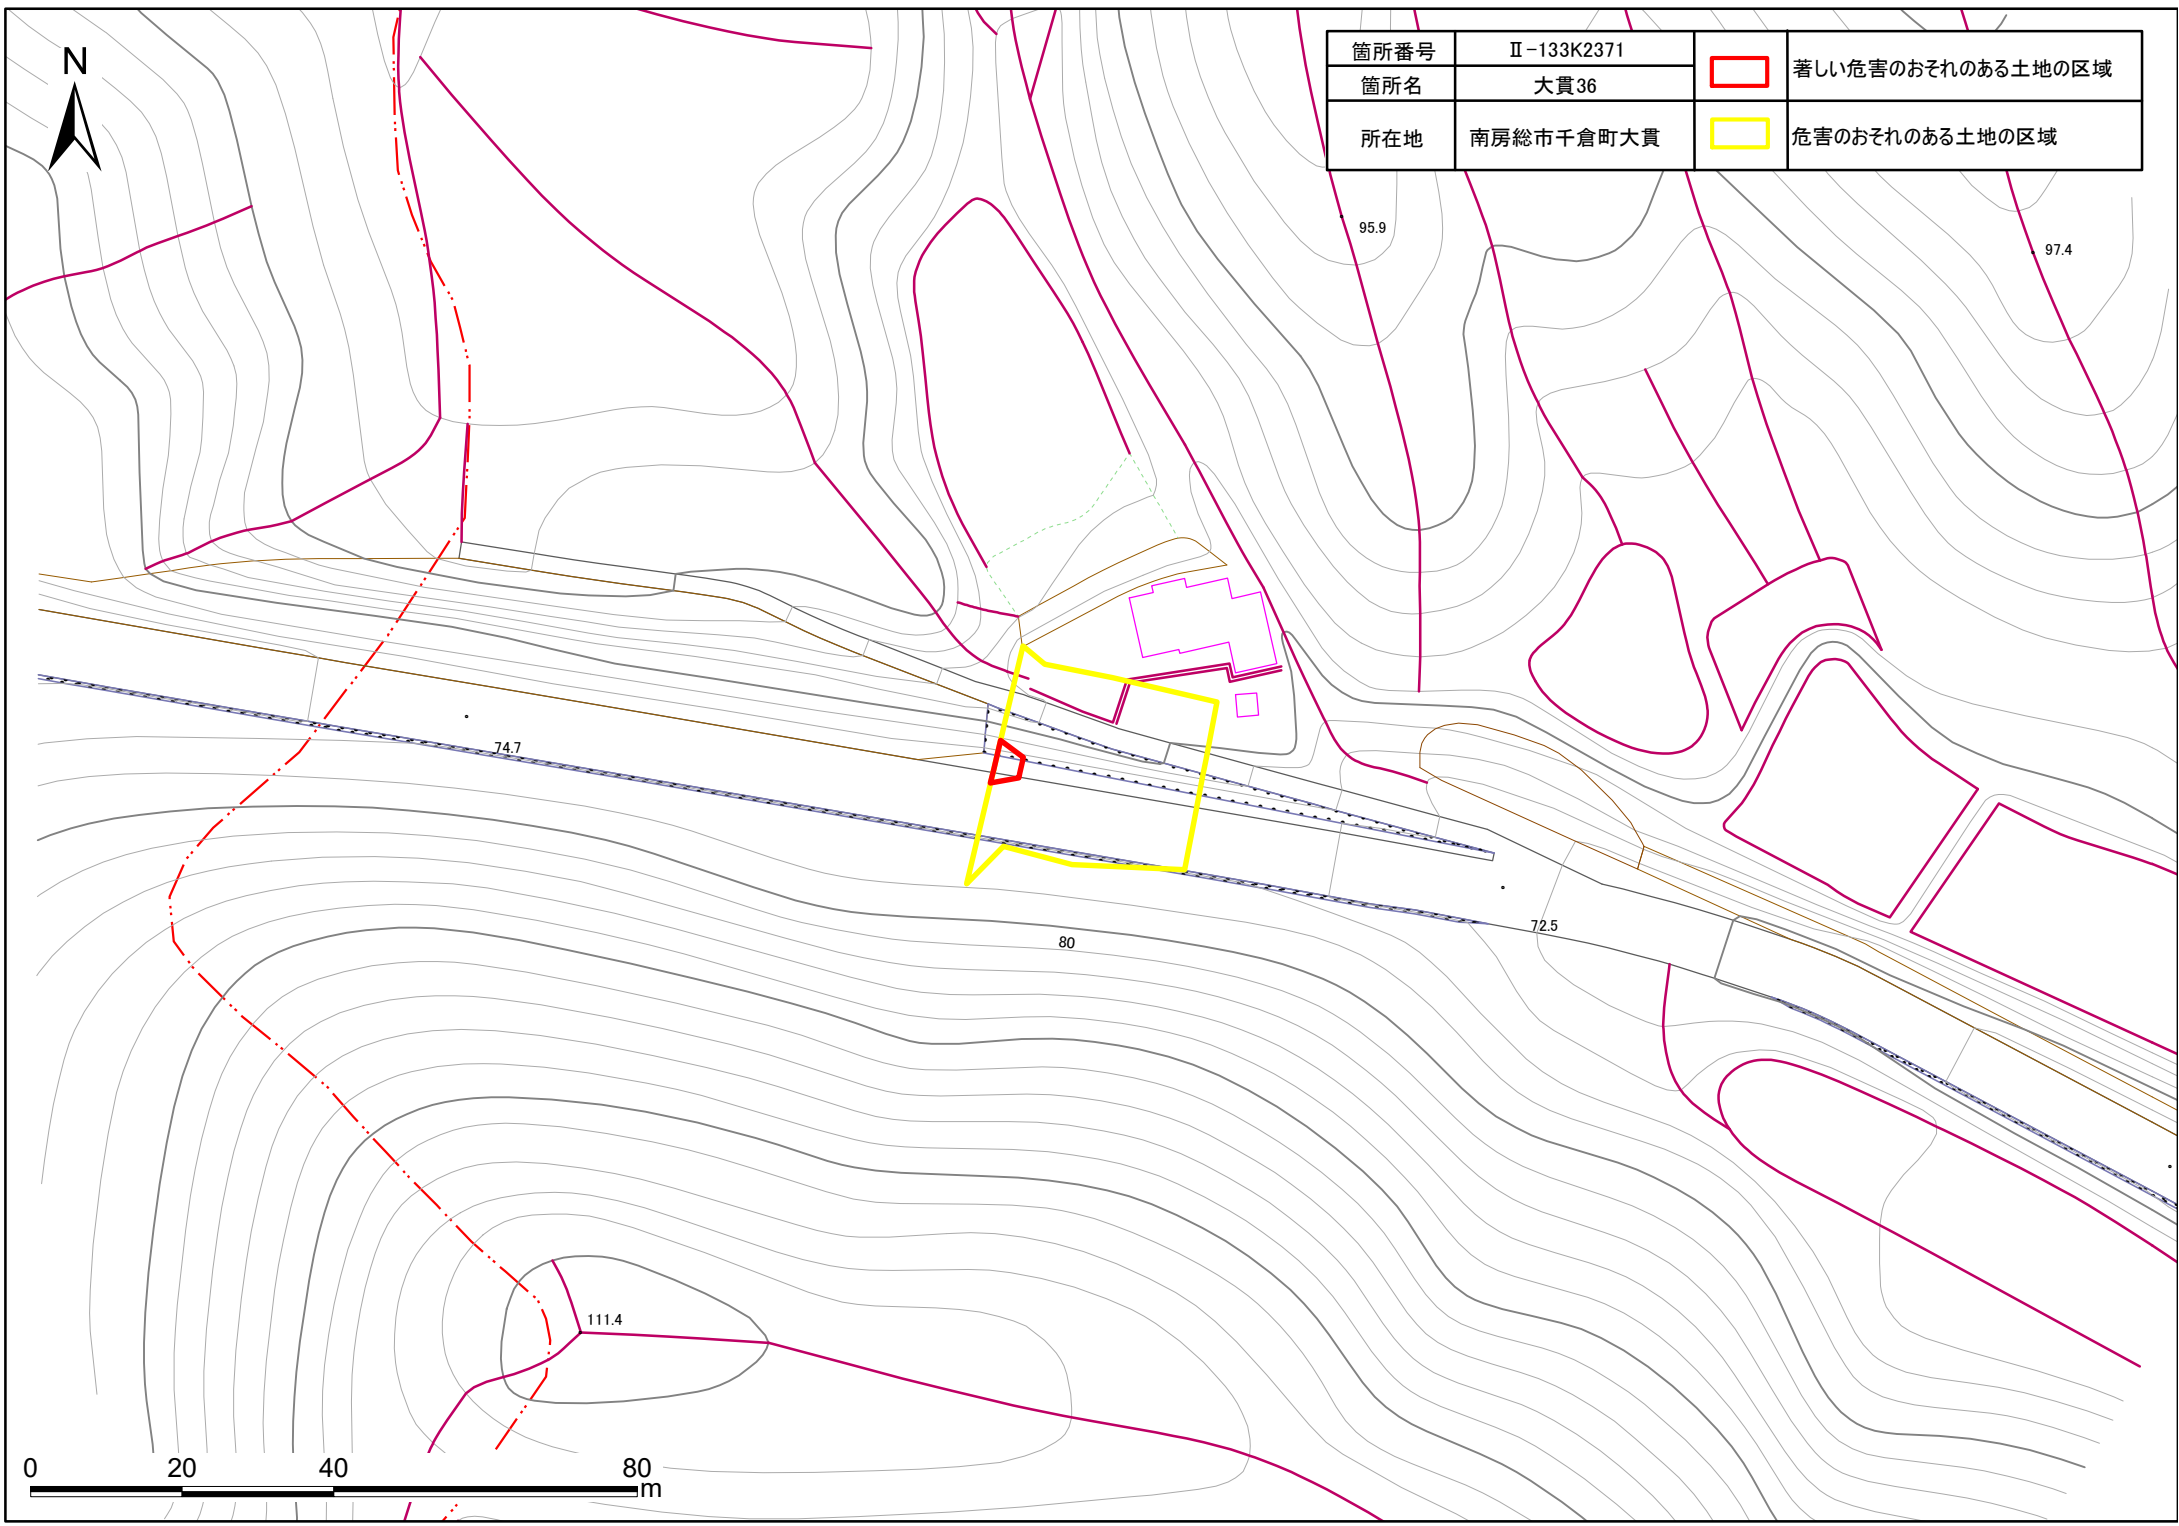 N
箇所番号 Ⅱ-133K2371 著しい危害のおそれのある土地の区域
箇所名 大貫36
所在地 南房総市千倉町大貫 危害のおそれのある土地の区域
95.9
97.4
74.7
72.5
80
111.4
0 20 40 80
m